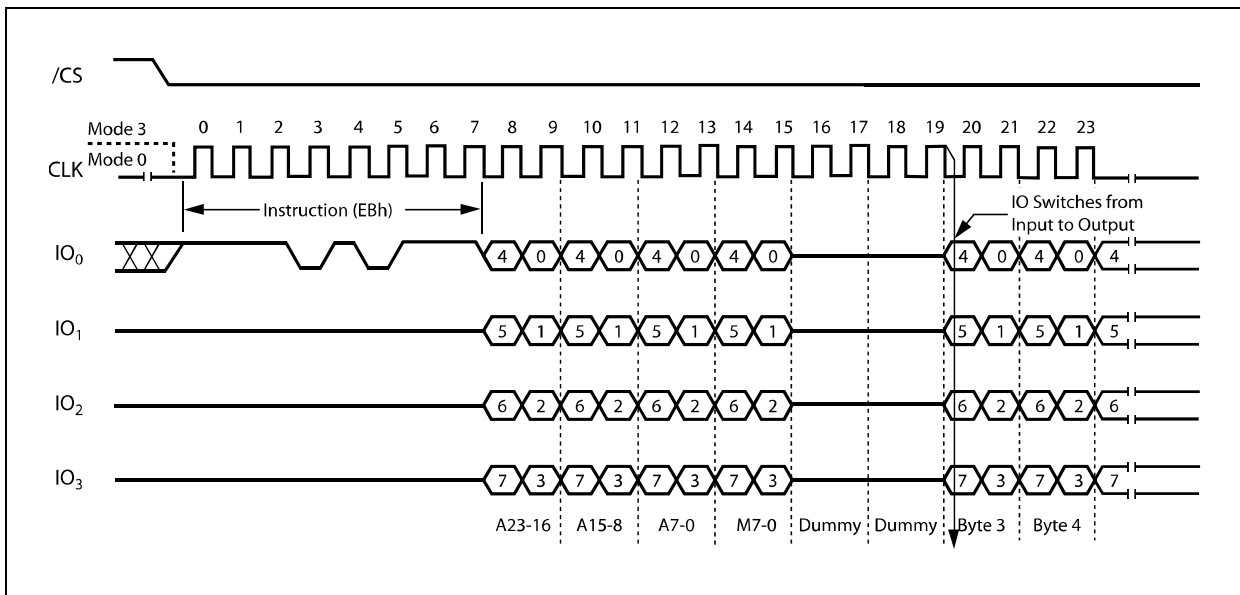 /CS
Mode 3
0 1 2 3 4 5 6 7 8 9 10 11 12 13 14 15 16 17 18 19 20 21 22 23
CLK
Mode 0
Instruction (EBh)
IO Switches from
Input to Output
IO0
4 0 4 0 4 0 4 0 4 0 4 0 4
IO1
5 1 5 1 5 1 5 1 5 1 5 1 5
IO2
6 2 6 2 6 2 6 2 6 2 6 2 6
IO3
7 3 7 3 7 3 7 3 7 3 7 3 7
A23-16 A15-8 A7-0 M7-0 Dummy Dummy Byte 3 Byte 4